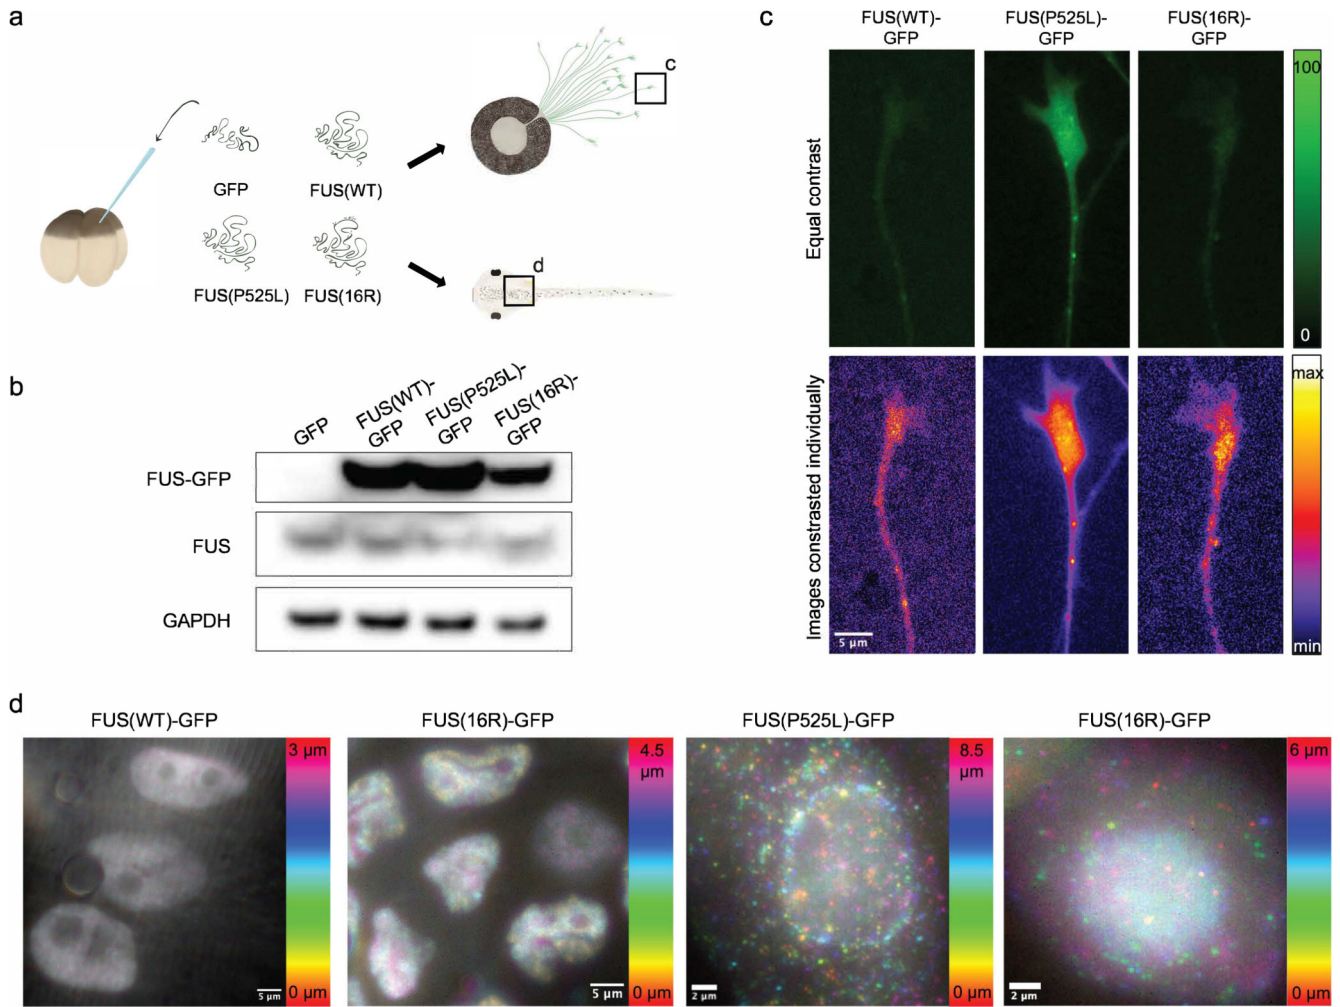 a
GFP
FUS(WT)
FUS(P525L)
FUS(16R)
c
d
b
GFP
FUS(WT)-
GFP
FUS(P525L)-
GFP
FUS(16R)-
GFP
FUS-GFP
FUS
GAPDH
c
FUS(WT)-
GFP
FUS(P525L)-
GFP
FUS(16R)-
GFP
Equal contrast
100
0
Images constrasted individually
max
min
5 µm
d
FUS(WT)-GFP
FUS(16R)-GFP
FUS(P525L)-GFP
FUS(16R)-GFP
3 µm
0 µm
5 µm
4.5
µm
0 µm
5 µm
8.5
µm
0 µm
2 µm
6 µm
0 µm
2 µm